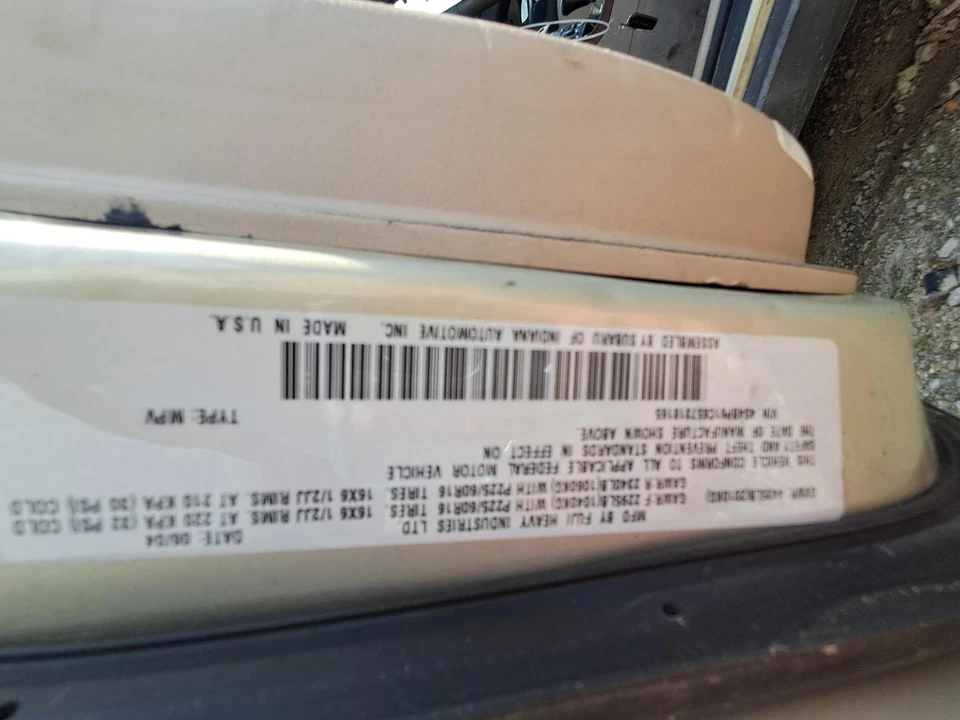 MFD BY FUJI HEAVY INDUSTRIES LTD. DATE: 06/04
GVWR:
GAWR-F: 2295LB(1040KG) WITH P225/60R16 TIRES. 16X6 1/2JJ RIMS. AT 220 KPA (32 PSI) COLD
GAWR-R: (1060KG) WITH P225/60R16 TIRES. 16X6 1/2JJ RIMS. AT 210 KPA (30 PSI) COLD
THIS VEHICLE CONFORMS TO ALL APPLICABLE FEDERAL MOTOR VEHICLE
SAFETY AND THEFT PREVENTION STANDARDS IN EFFECT ON
THE DATE OF MANUFACTURE SHOWN ABOVE.
VIN: TYPE: MPV
ASSEMBLED BY SUBARU OF INDIANA AUTOMOTIVE INC. MADE IN U.S.A.